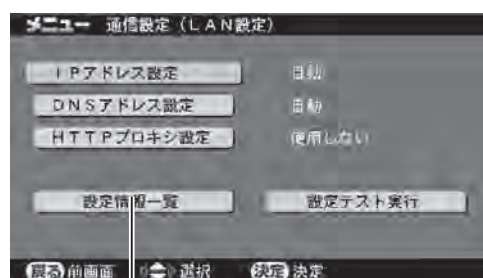 メニュー 通信設定(LAN設定)
IPアドレス設定 自動
DNSアドレス設定 自動
HTTPプロキシ設定 使用しない
設定情報一覧 設定テスト実行
戻る 前画面 選択 決定 決定